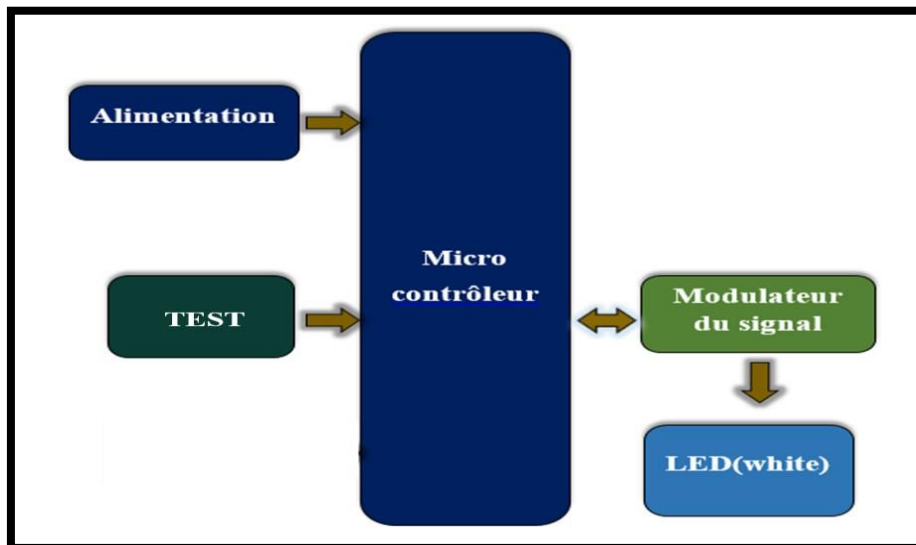 Alimentation
TEST
Micro
contrôleur
Modulateur
du signal
LED(white)